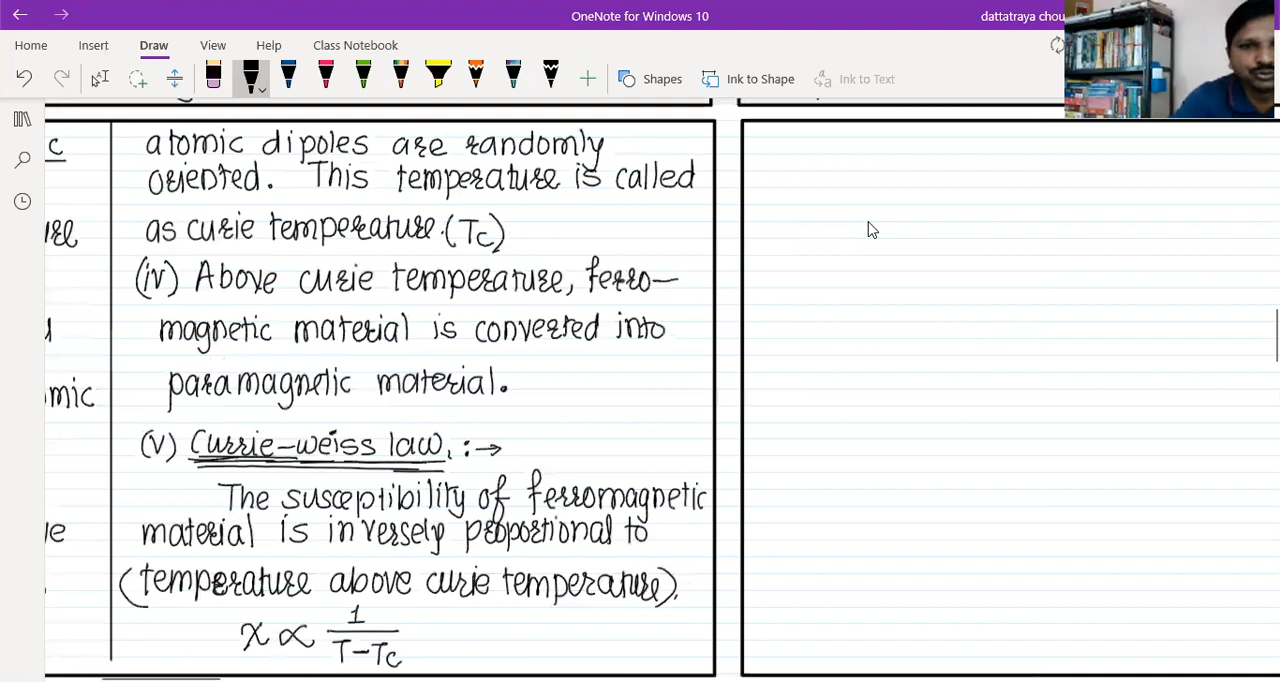 OneNote for Windows 10
dattatraya chou
Home Insert Draw View Help Class Notebook
Shapes Ink to Shape Ink to Text
c
atomic dipoles are randomly
oriented. This temperature is called
as curie temperature. (Tc)
(iv) Above curie temperature, ferro-
magnetic material is converted into
omic
paramagnetic material.
(V) Currie-weiss law. :→
The susceptibility of ferromagnetic
material is inversely proportional to
(temperature above curie temperature).
χ ∝ 1/(T-Tc)